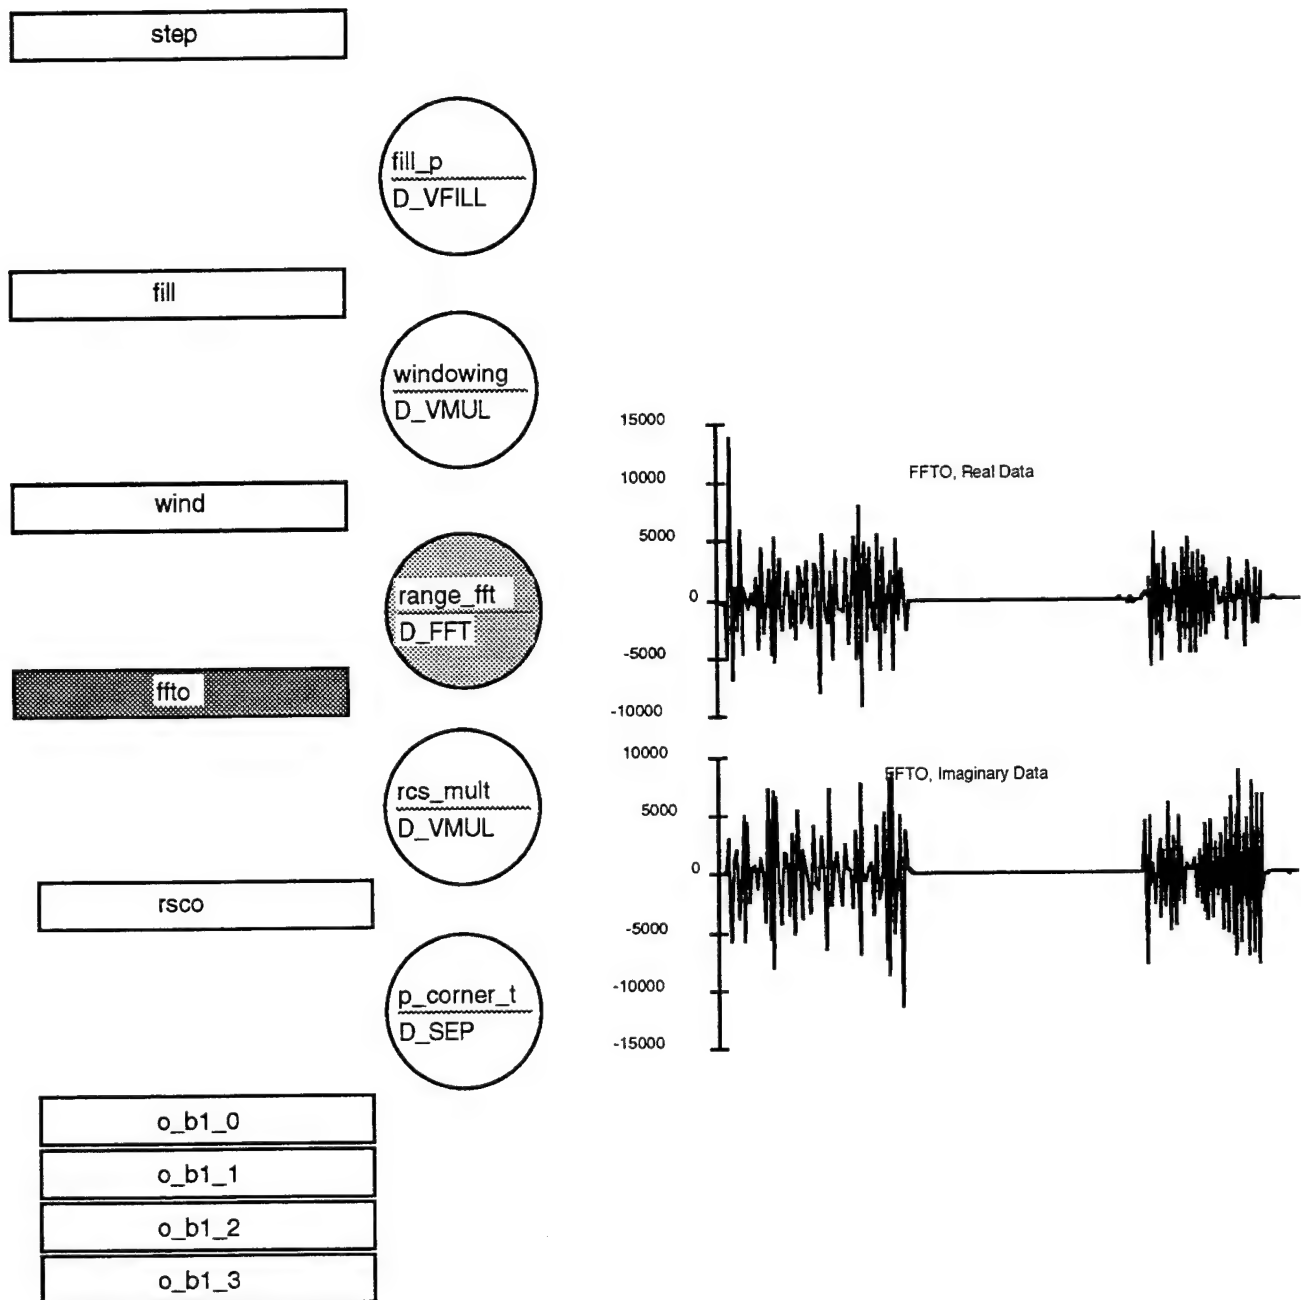 step
fill_p
D_VFILL
fill
windowing
D_VMUL
wind
range_fft
D_FFT
ffto
rcs_mult
D_VMUL
rsco
p_corner_t
D_SEP
o_b1_0
o_b1_1
o_b1_2
o_b1_3
15000
FFTO, Real Data
10000
5000
0
-5000
-10000
10000
FFTO, Imaginary Data
5000
0
-5000
-10000
-15000